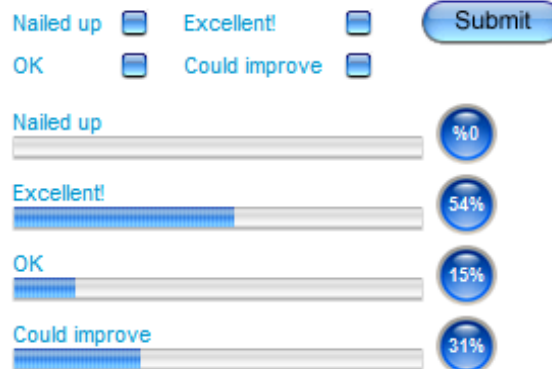 Nailed up Excellent! Submit
OK Could improve
Nailed up
%0
Excellent!
54%
OK
15%
Could improve
31%